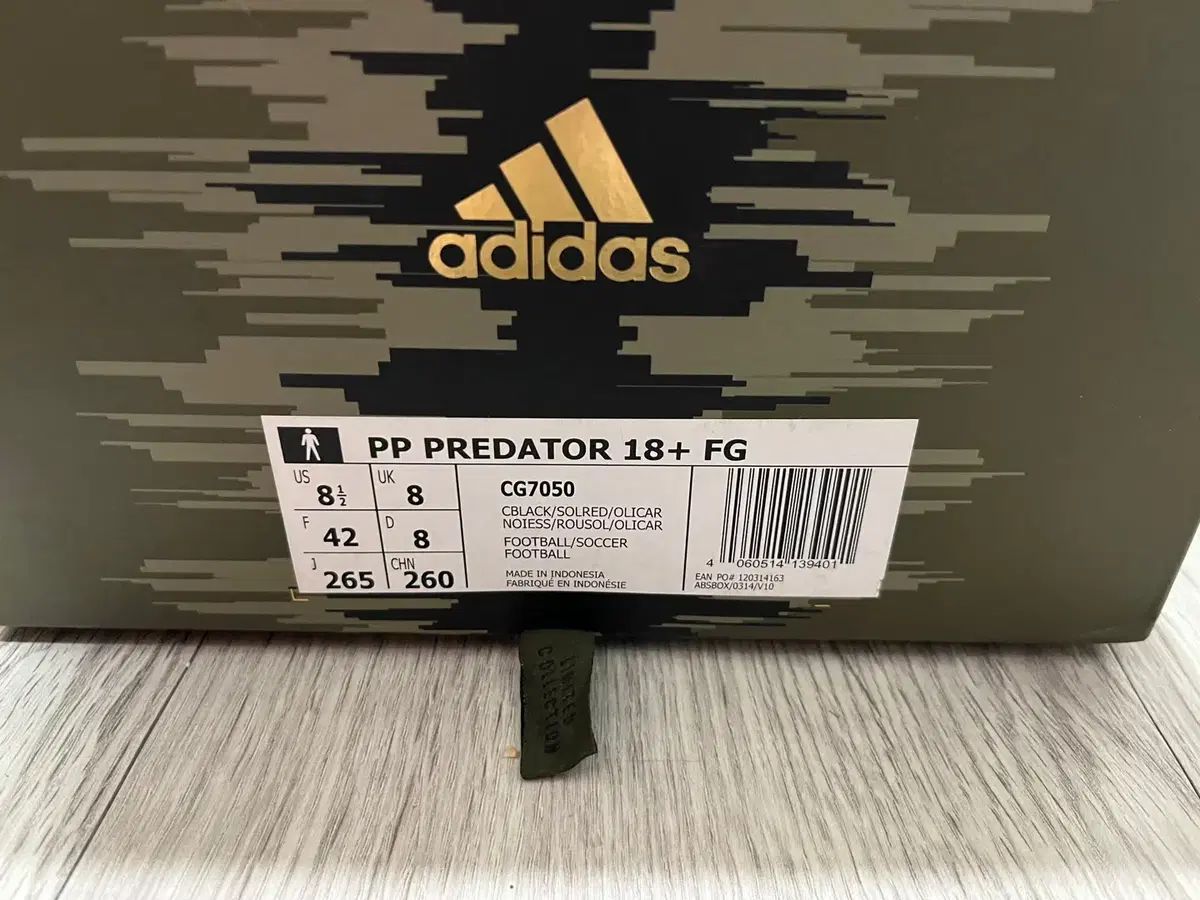 adidas
PP PREDATOR 18+ FG
US 8½
UK 8
F 42
D 8
J 265
CHN 260
CG7050
CBLACK/SOLRED/OLICAR
NOIESS/ROUSOL/OLICAR
FOOTBALL/SOCCER
FOOTBALL
MADE IN INDONESIA
FABRIQUÉ EN INDONÉSIE
4 060514 139401
EAN PO# 120314163
ABSBOX/0314/V10
LIMITED
COLLECTION